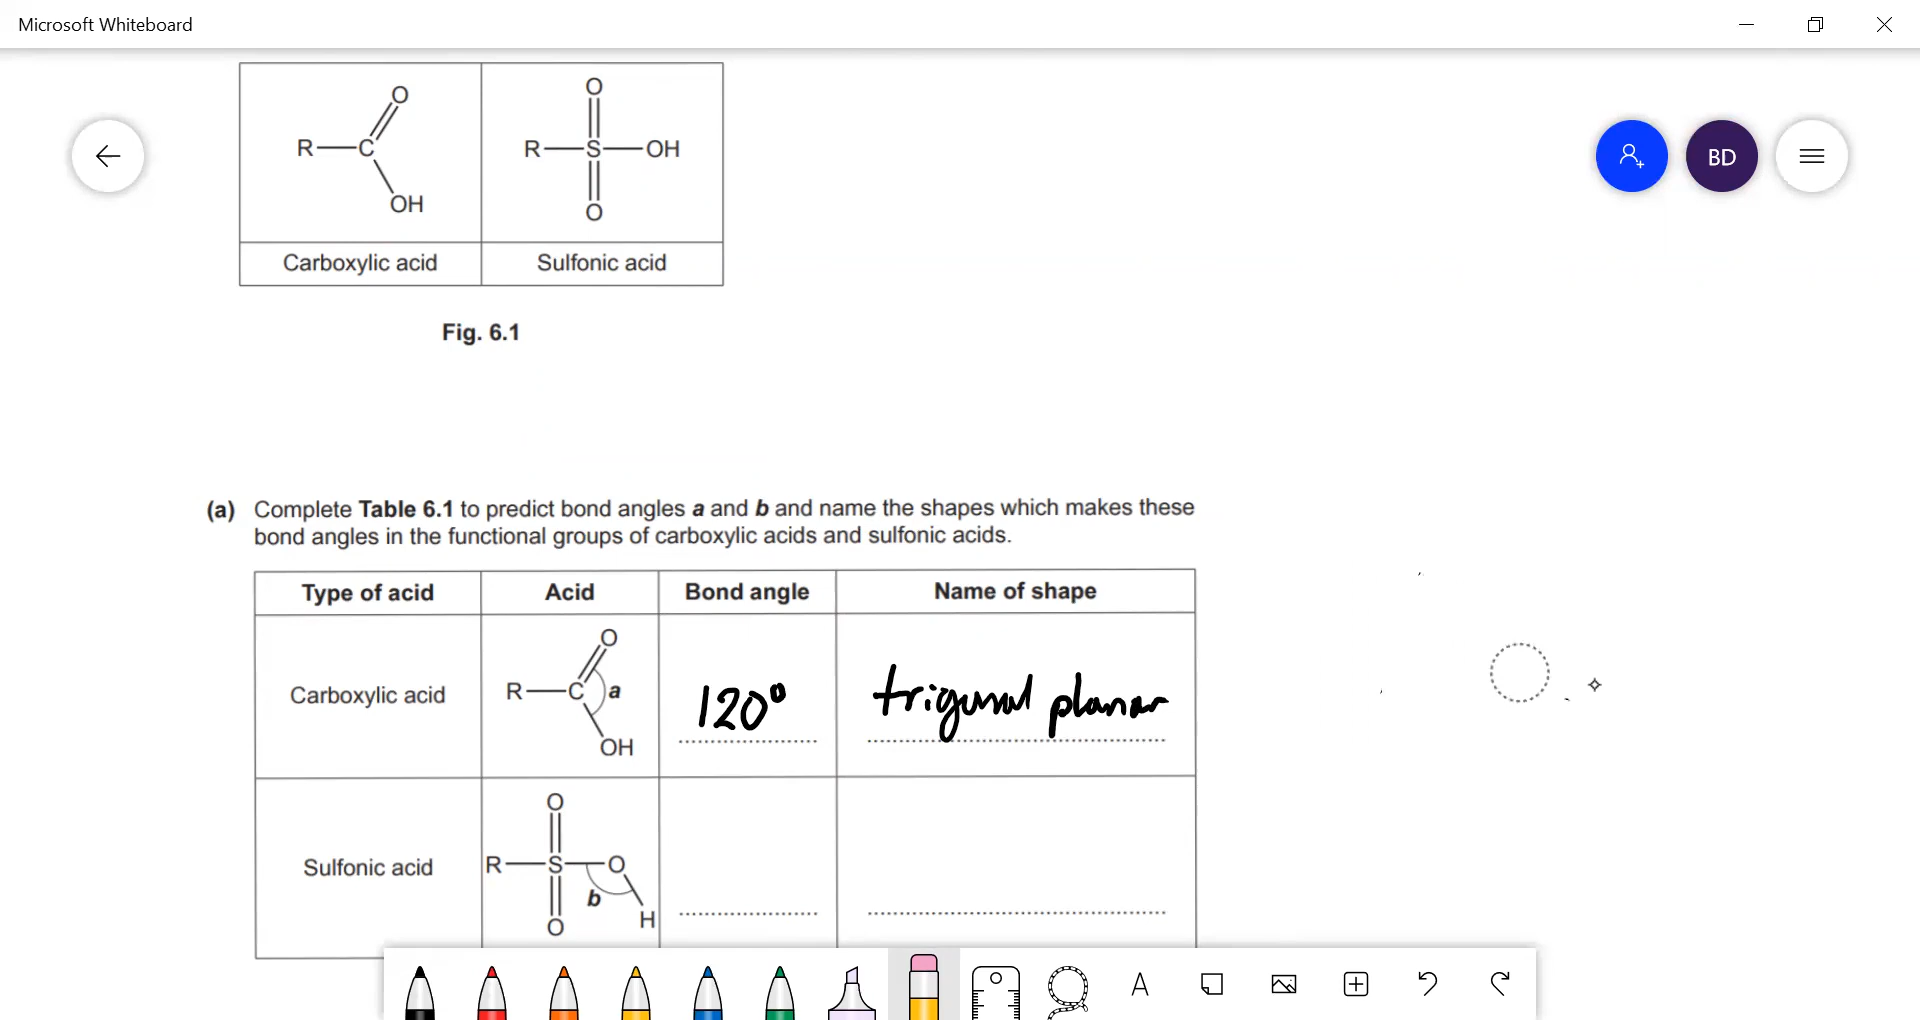 Microsoft Whiteboard
BD
O
R C
OH
O
R S OH
O
Carboxylic acid Sulfonic acid
Fig. 6.1
(a) Complete Table 6.1 to predict bond angles a and b and name the shapes which makes these
bond angles in the functional groups of carboxylic acids and sulfonic acids.
Type of acid Acid Bond angle Name of shape
Carboxylic acid
O
R C a
OH
120° trigonal planar
Sulfonic acid
O
R S O
b
O H
A